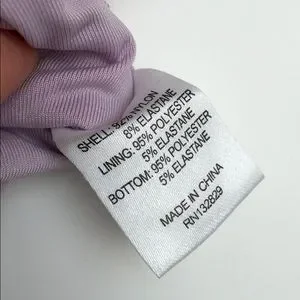 SHELL: 92% NYLON
8% ELASTANE
LINING: 95% POLYESTER
5% ELASTANE
BOTTOM: 95% POLYESTER
5% ELASTANE
MADE IN CHINA
RN132829